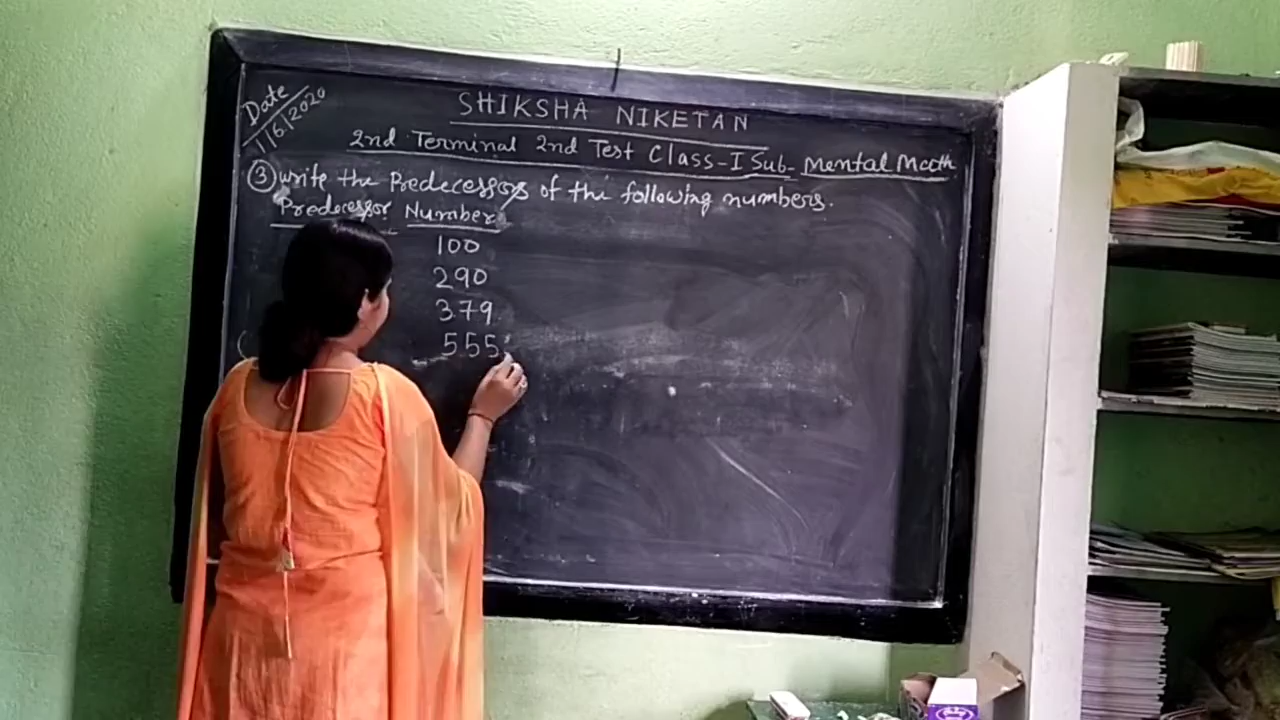 Date
1/6/2020
SHIKSHA NIKETAN
2nd Terminal 2nd Test Class-I Sub- Mental Math
③ Write the Predecessors of the following numbers.
Predecessor Number
100
290
379
555